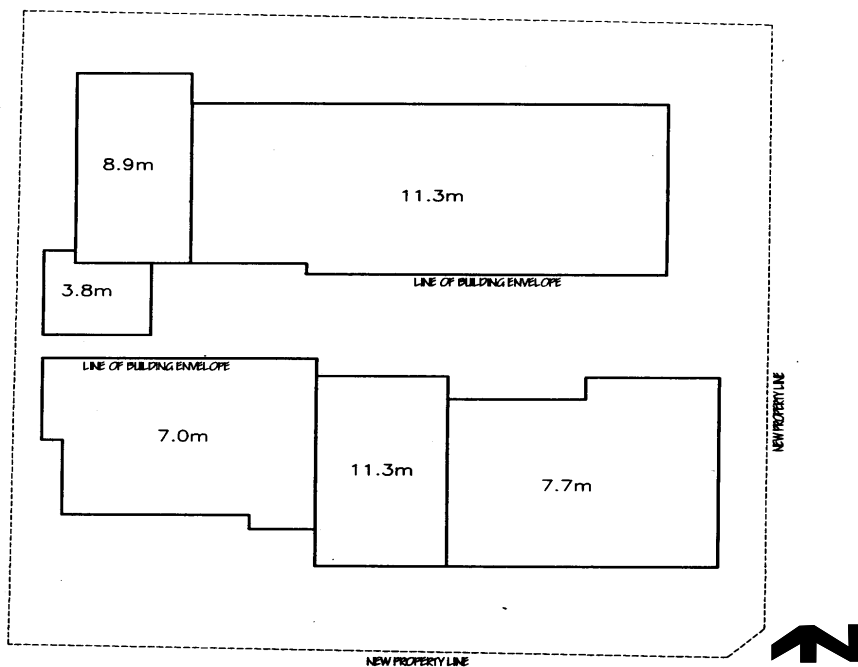 8.9m
11.3m
LINE OF BUILDING ENVELOPE
3.8m
LINE OF BUILDING ENVELOPE
7.0m
11.3m
7.7m
NEW PROPERTY LINE
NEW PROPERTY LINE
N